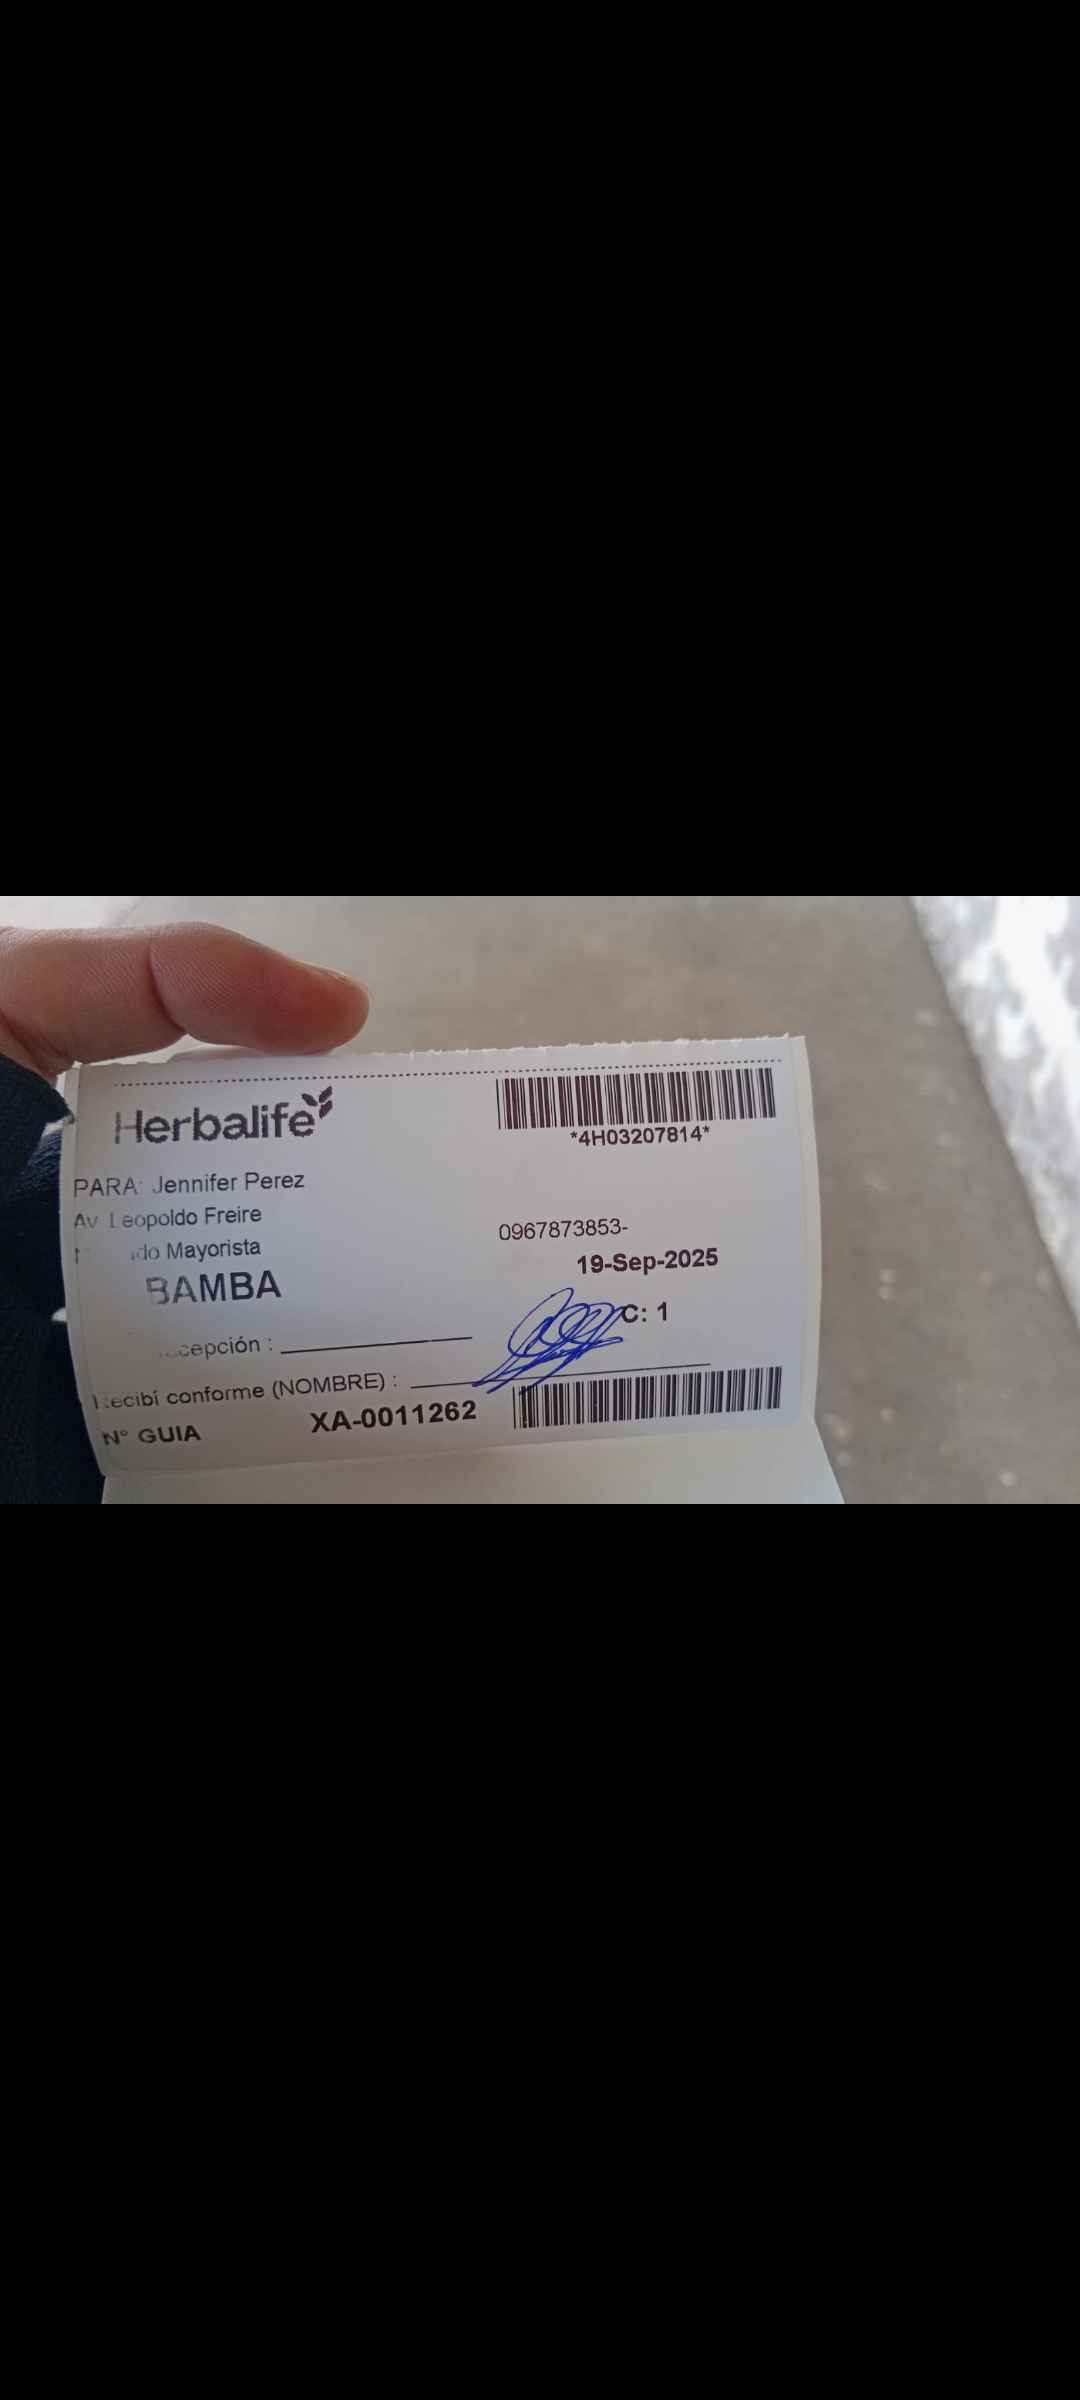 Herbalife
*4H03207814*
PARA: Jennifer Perez
Av. Leopoldo Freire
0967873853-
Mayorista
19-Sep-2025
BAMBA
C: 1
Recibí conforme (NOMBRE) :
N° GUIA XA-0011262